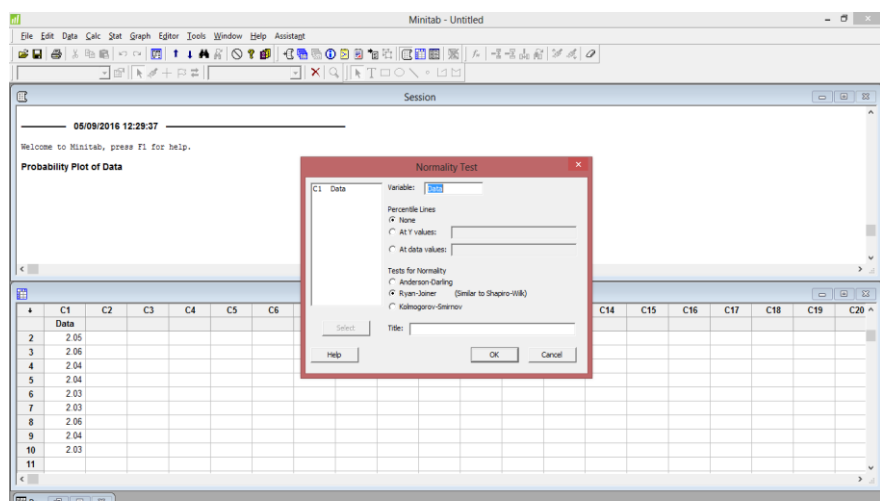 Minitab - Untitled
File Edit Data Calc Stat Graph Editor Tools Window Help Assistant
Session
05/09/2016 12:29:37
Welcome to Minitab, press F1 for help.
Probability Plot of Data
Normality Test
C1 Data
Variable: Data
Percentile Lines
None
At Y values:
At data values:
Tests for Normality
Anderson-Darling
Ryan-Joiner (Similar to Shapiro-Wilk)
Kolmogorov-Smirnov
Select
Title:
Help OK Cancel
C1 C2 C3 C4 C5 C6 C14 C15 C16 C17 C18 C19 C20
Data
2 2.05
3 2.06
4 2.04
5 2.04
6 2.03
7 2.03
8 2.06
9 2.04
10 2.03
11